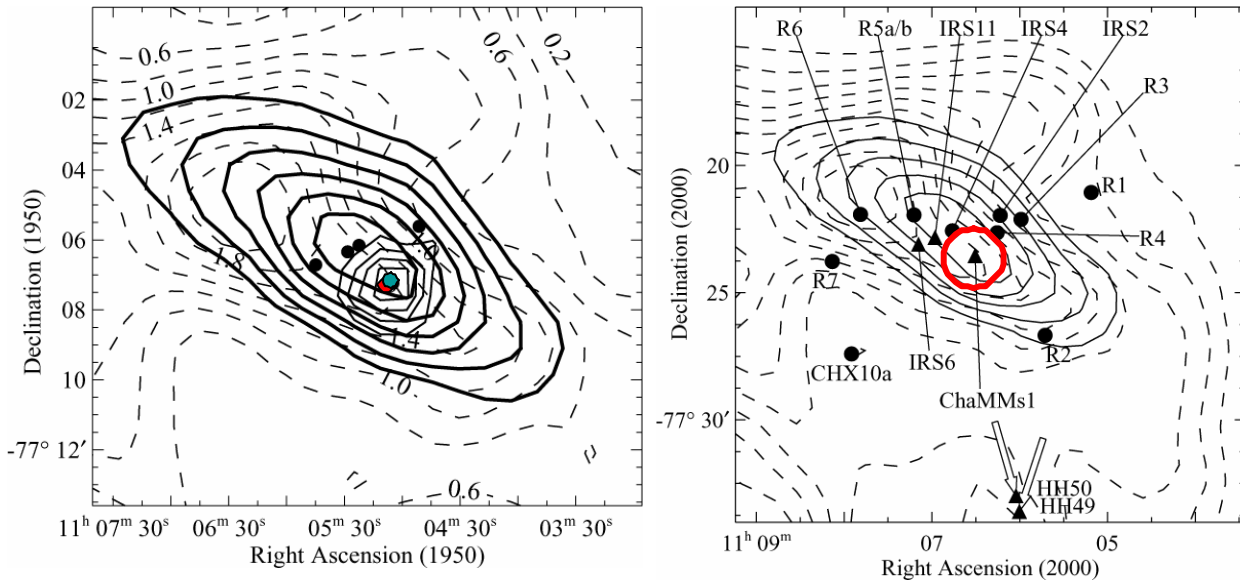 0.6
0.6
0.2
1.0
1.4
1.8
1.4
1.0
0.6
02
04
06
08
10
-77° 12′
Declination (1950)
11h 07m 30s
06m 30s
05m 30s
04m 30s
03m 30s
Right Ascension (1950)
R6
R5a/b
IRS11
IRS4
IRS2
R3
R1
R4
R7
R2
CHX10a
IRS6
ChaMMs1
HH50
HH49
20
25
-77° 30′
Declination (2000)
11h 09m
07
05
Right Ascension (2000)